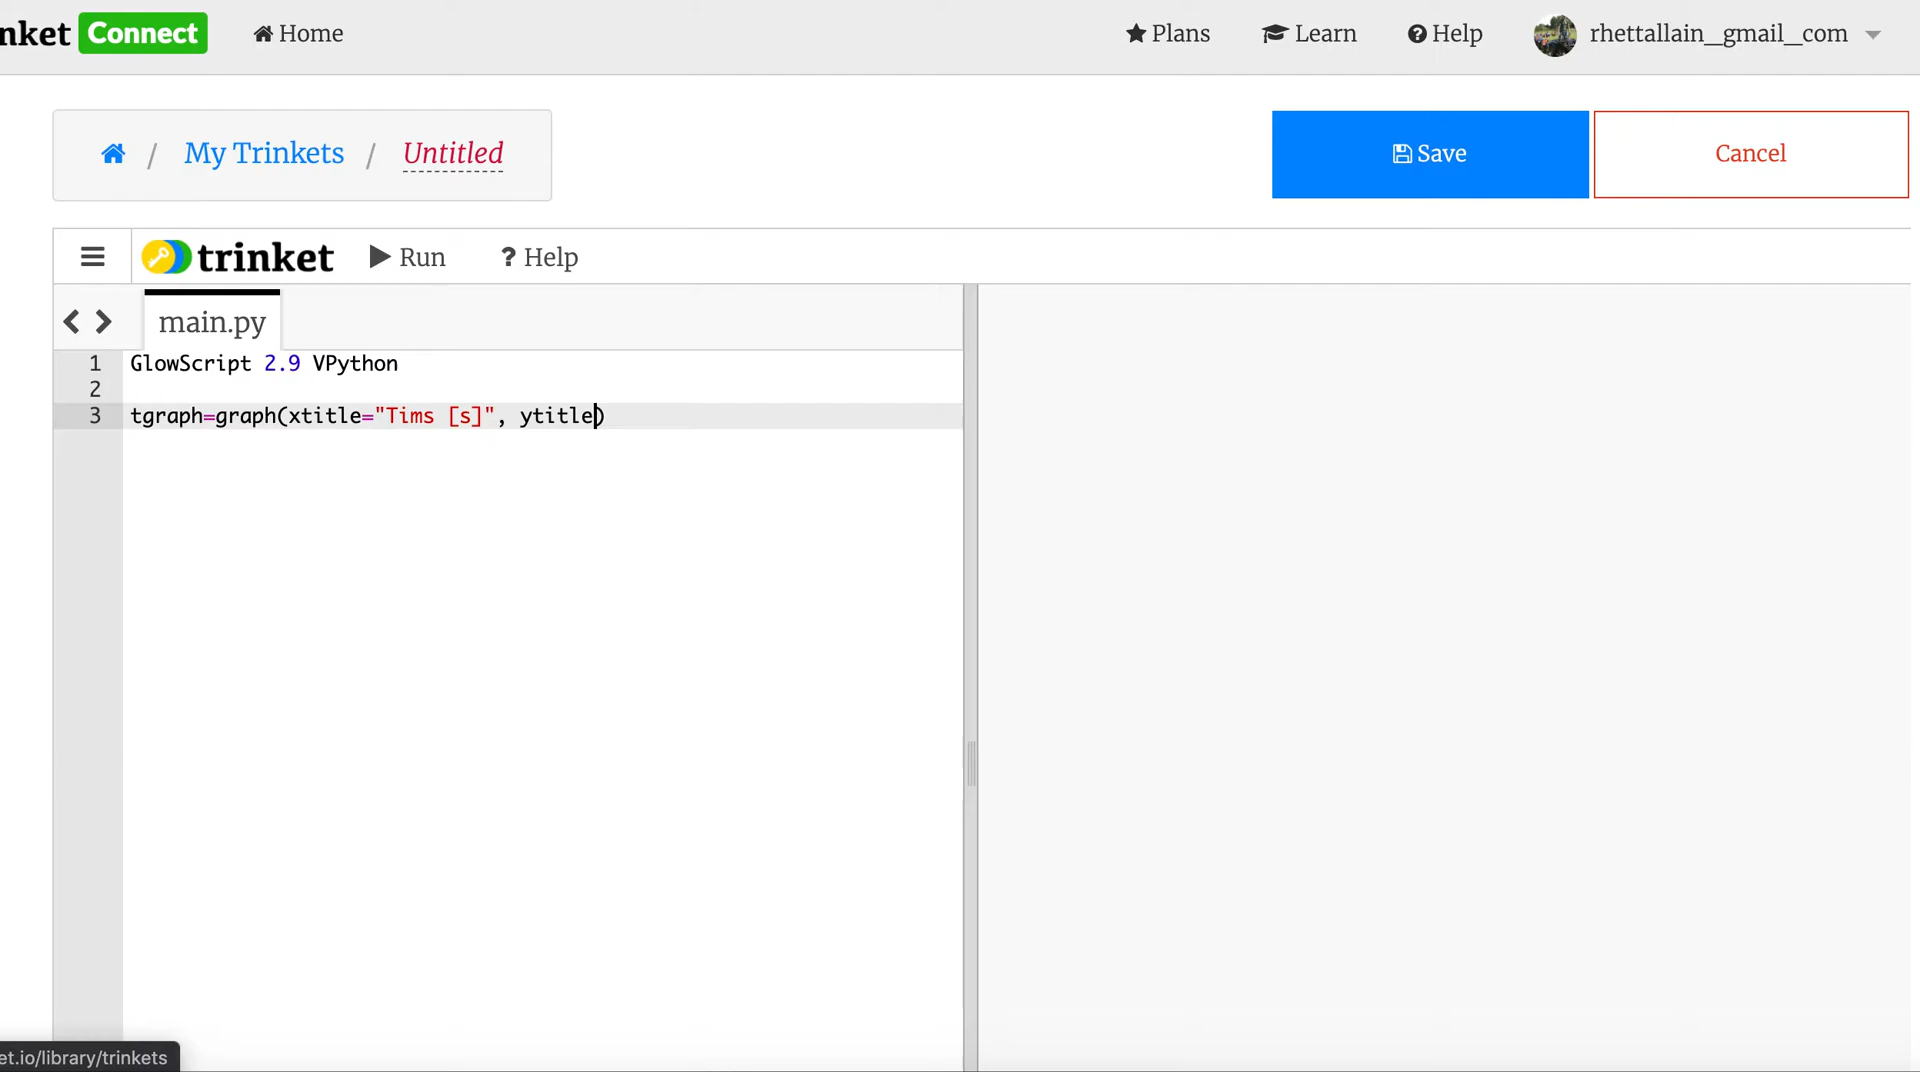 nket Connect Home Plans Learn Help rhettallain_gmail_com
/ My Trinkets / Untitled Save Cancel
trinket Run ? Help
main.py
1 GlowScript 2.9 VPython
2
3 tgraph=graph(xtitle="Tims [s]", ytitle)
et.io/library/trinkets